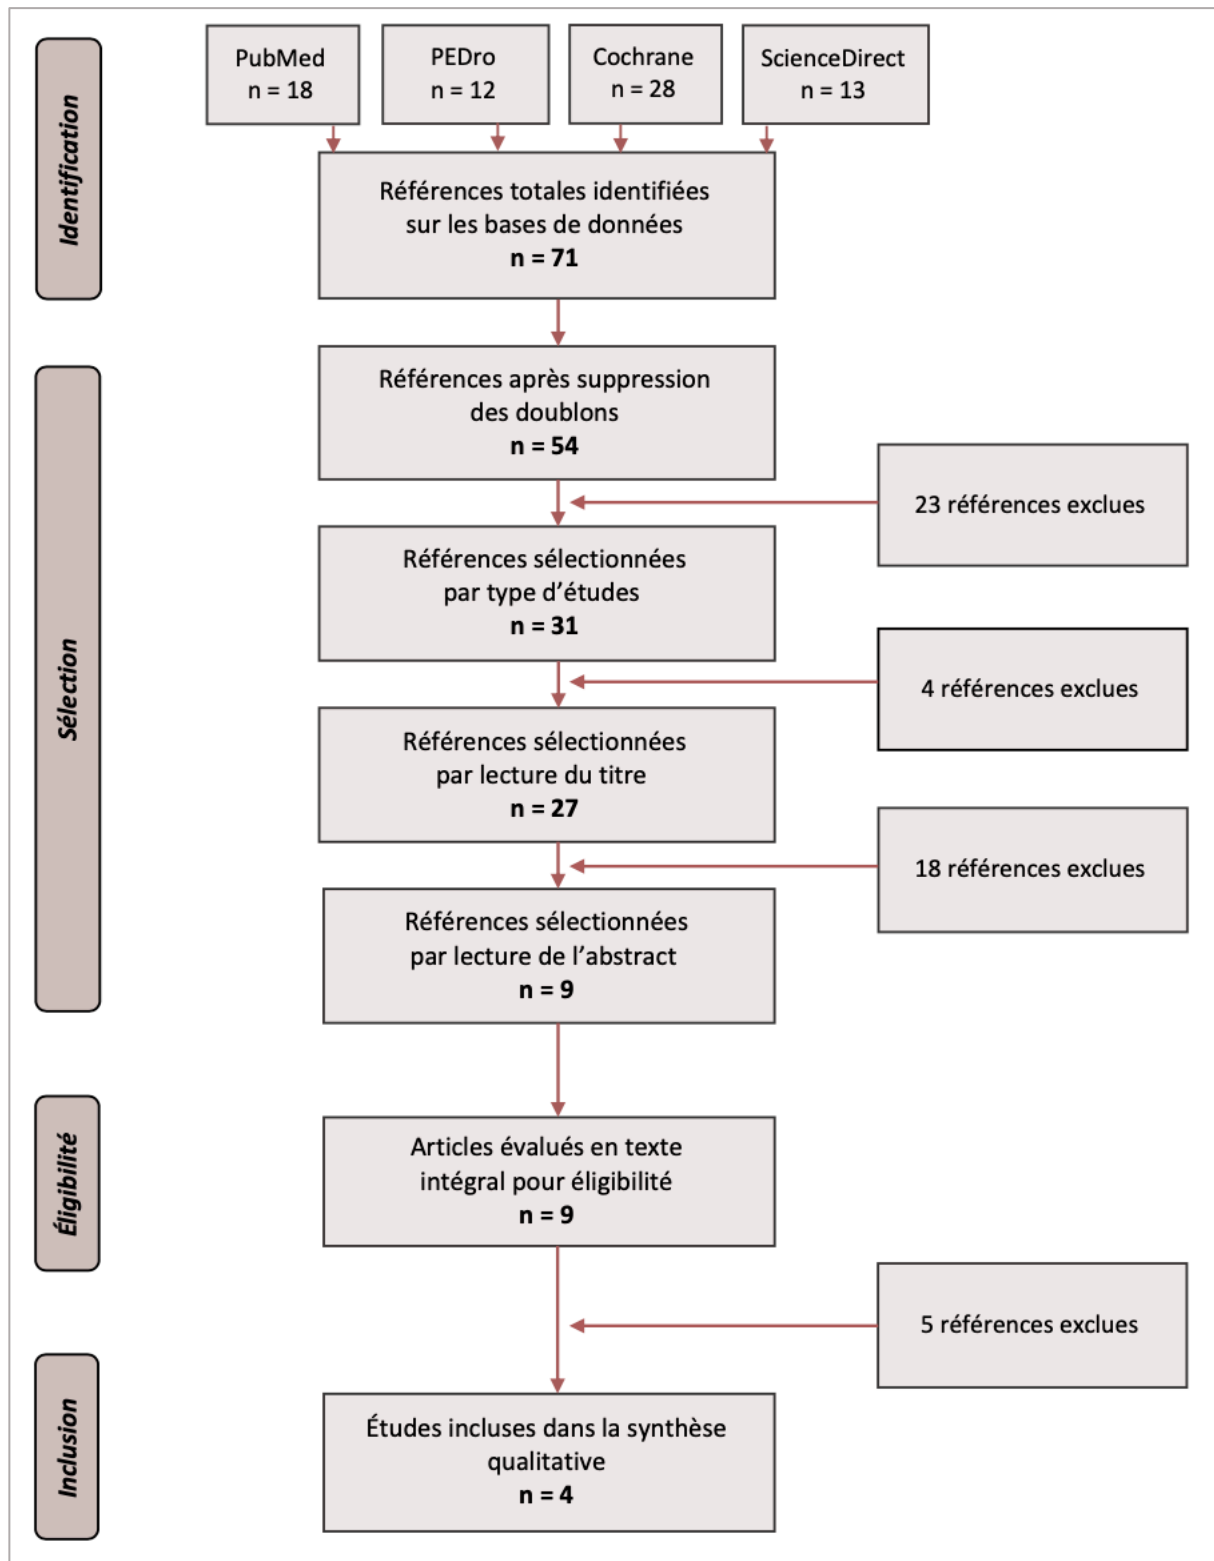 Identification
PubMed
n = 18
PEDro
n = 12
Cochrane
n = 28
ScienceDirect
n = 13
Références totales identifiées
sur les bases de données
n = 71
Sélection
Références après suppression
des doublons
n = 54
23 références exclues
Références sélectionnées
par type d’études
n = 31
4 références exclues
Références sélectionnées
par lecture du titre
n = 27
18 références exclues
Références sélectionnées
par lecture de l’abstract
n = 9
Éligibilité
Articles évalués en texte
intégral pour éligibilité
n = 9
5 références exclues
Inclusion
Études incluses dans la synthèse
qualitative
n = 4